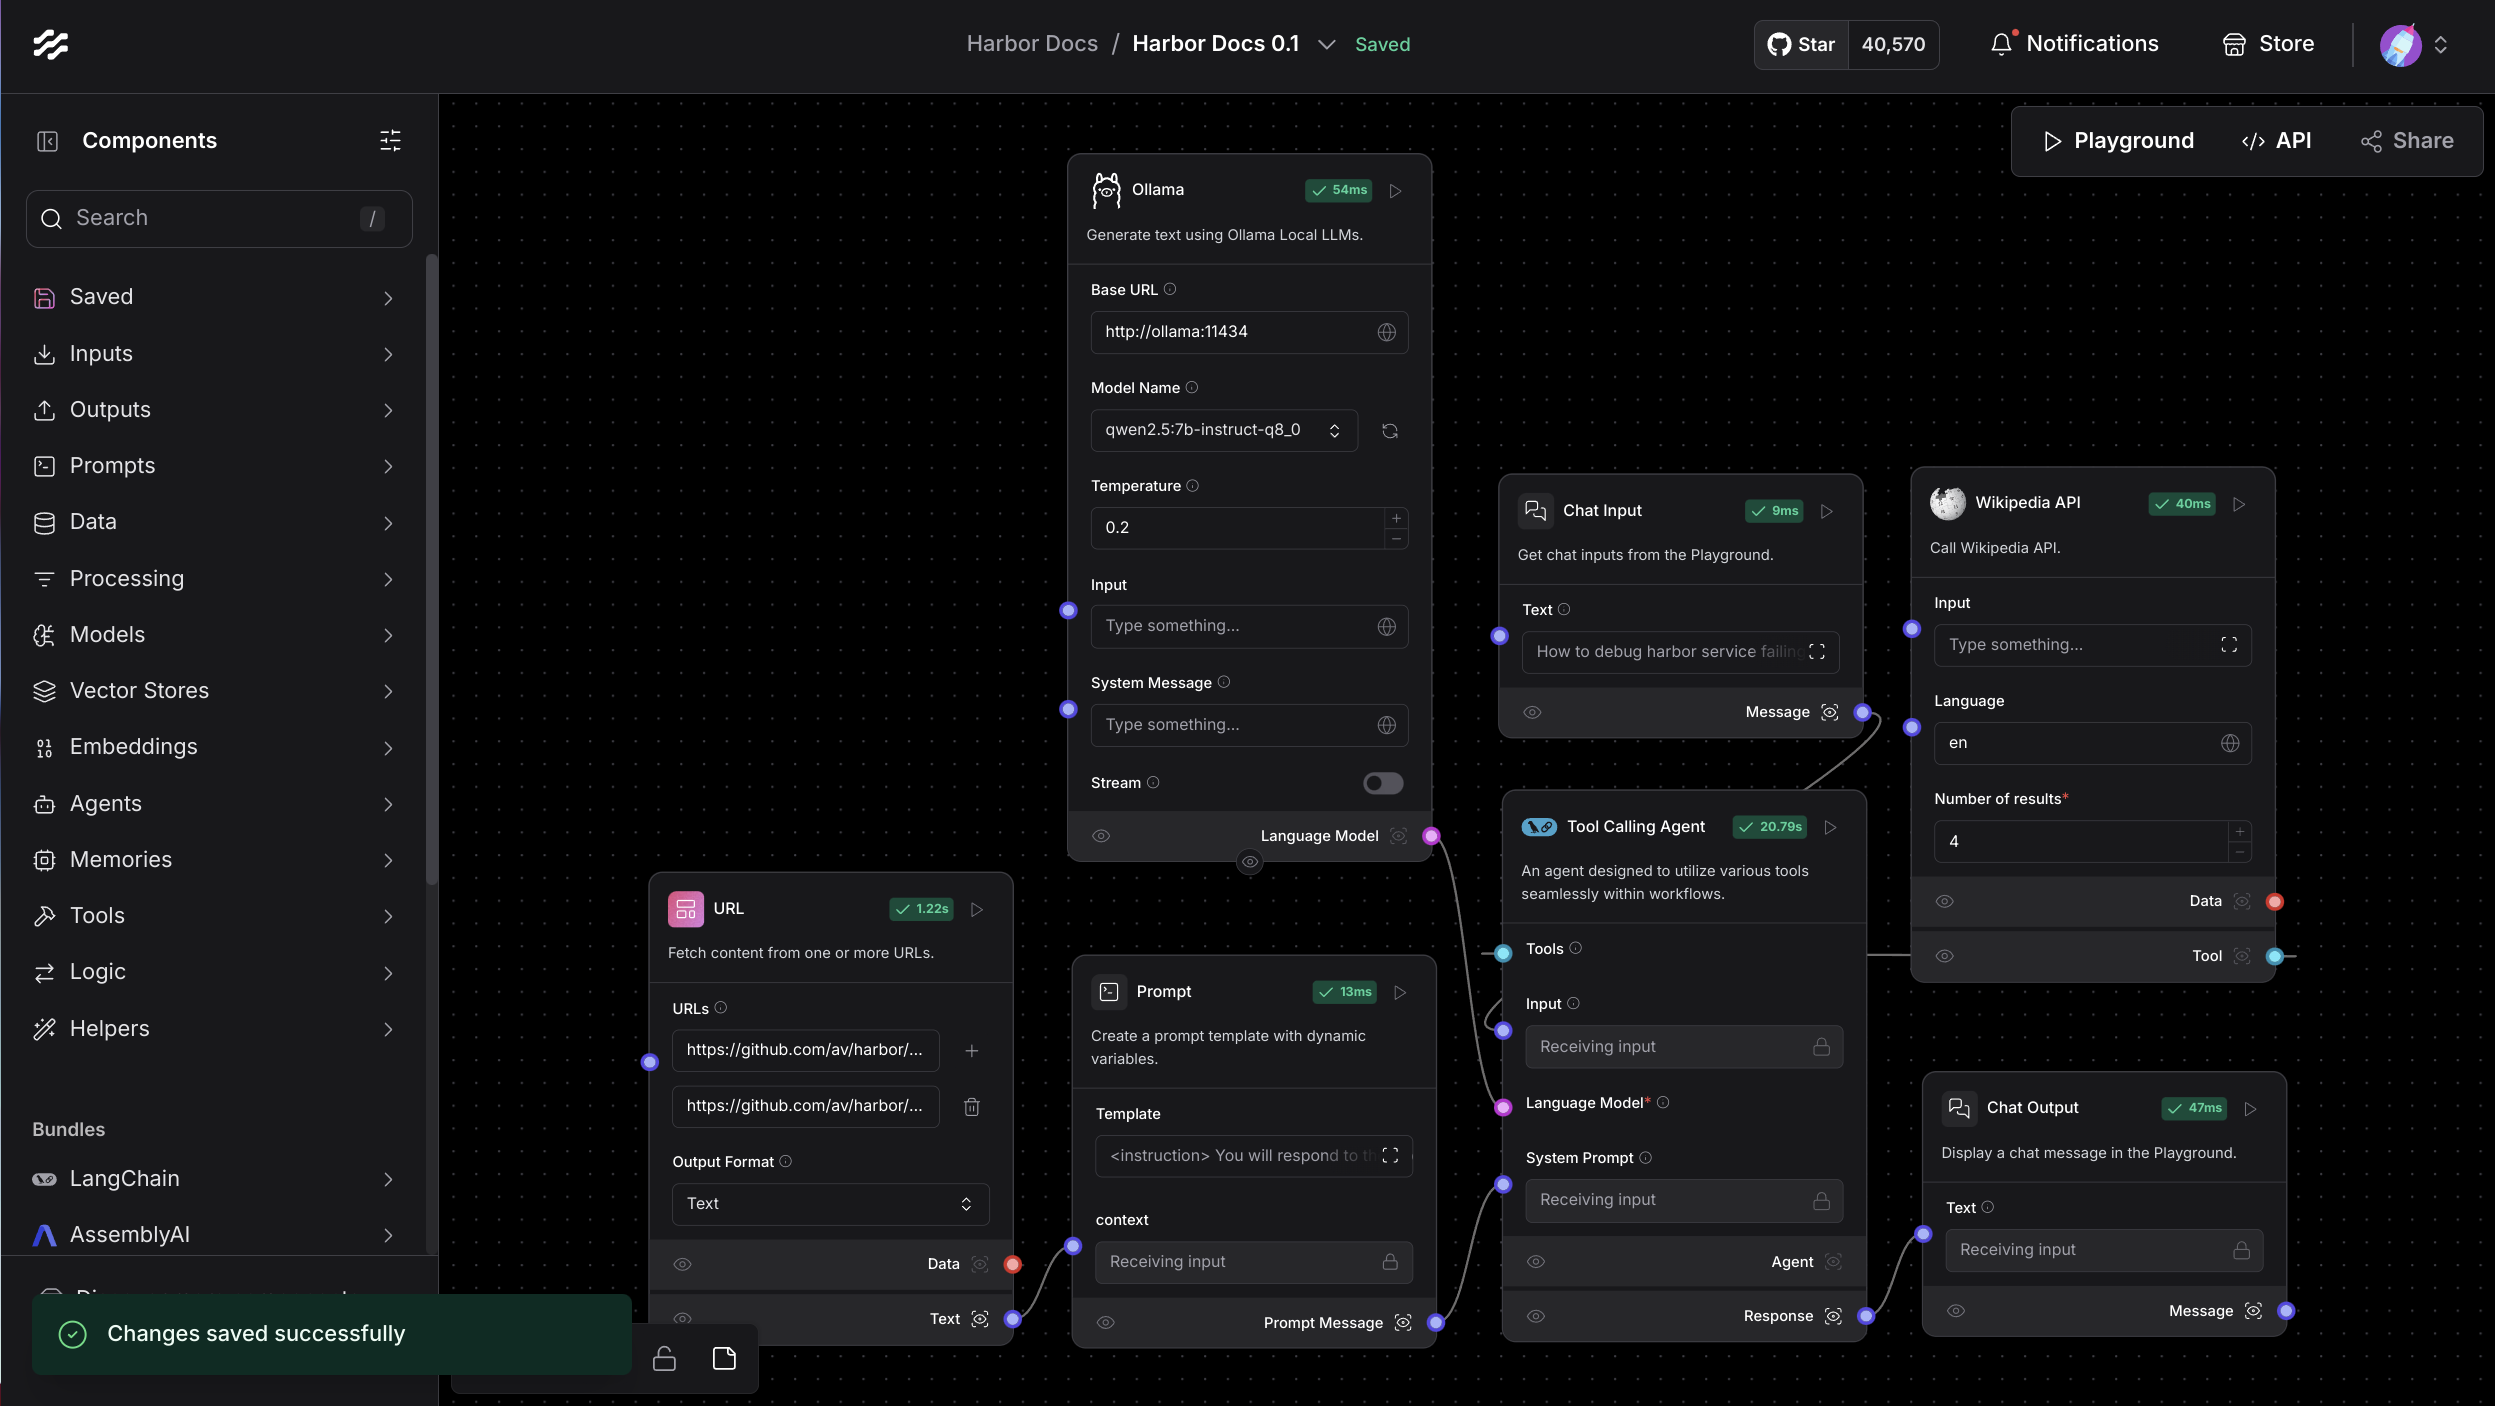 Harbor Docs / Harbor Docs 0.1 Saved
Star 40,570
Notifications
Store
Playground
API
Share
Components
Search /
Saved
Inputs
Outputs
Prompts
Data
Processing
Models
Vector Stores
Embeddings
Agents
Memories
Tools
Logic
Helpers
Bundles
LangChain
AssemblyAI
Changes saved successfully
Ollama 54ms
Generate text using Ollama Local LLMs.
Base URL
http://ollama:11434
Model Name
qwen2.5:7b-instruct-q8_0
Temperature
0.2
Input
Type something...
System Message
Type something...
Stream
Language Model
URL 1.22s
Fetch content from one or more URLs.
URLs
https://github.com/av/harbor/...
https://github.com/av/harbor/...
Output Format
Text
Data
Text
Prompt 13ms
Create a prompt template with dynamic
variables.
Template
<instruction> You will respond to
context
Receiving input
Prompt Message
Chat Input 9ms
Get chat inputs from the Playground.
Text
How to debug harbor service failing
Message
Tool Calling Agent 20.79s
An agent designed to utilize various tools
seamlessly within workflows.
Tools
Input
Receiving input
Language Model*
System Prompt
Receiving input
Agent
Response
Wikipedia API 40ms
Call Wikipedia API.
Input
Type something...
Language
en
Number of results*
4
Data
Tool
Chat Output 47ms
Display a chat message in the Playground.
Text
Receiving input
Message